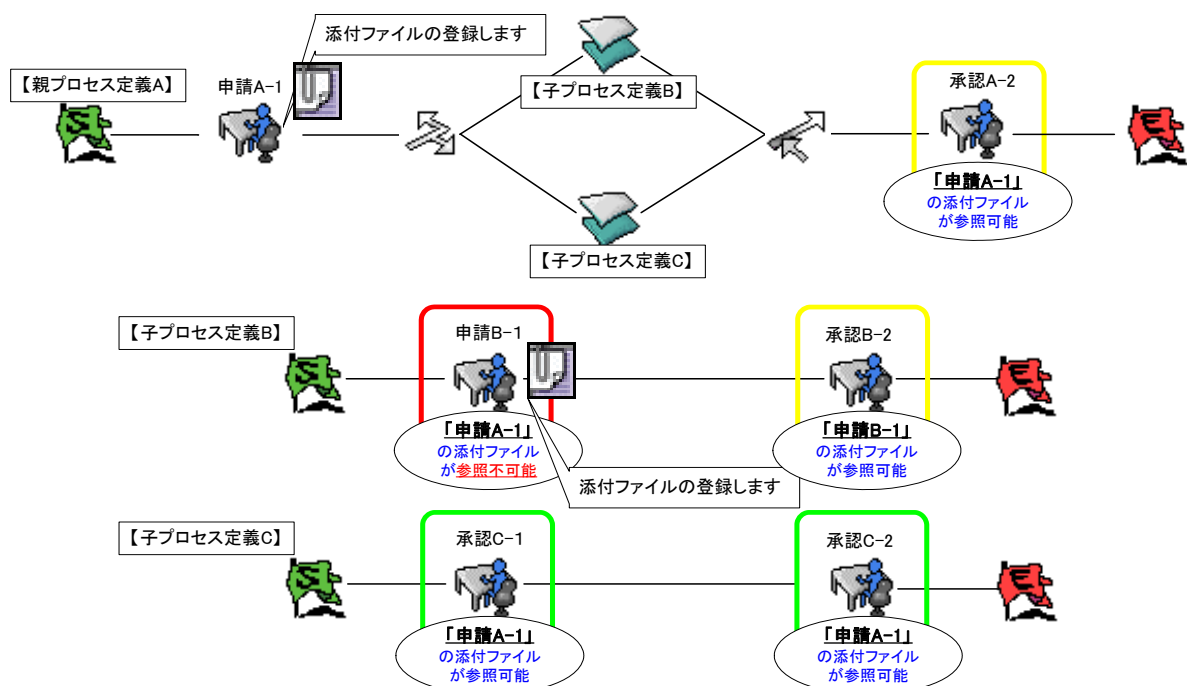 添付ファイルの登録します
【親プロセス定義A】
申請A-1
【子プロセス定義B】
承認A-2
「申請A-1」
の添付ファイル
が参照可能
【子プロセス定義C】
【子プロセス定義B】
申請B-1
承認B-2
「申請A-1」
の添付ファイル
が参照不可能
「申請B-1」
の添付ファイル
が参照可能
添付ファイルの登録します
【子プロセス定義C】
承認C-1
承認C-2
「申請A-1」
の添付ファイル
が参照可能
「申請A-1」
の添付ファイル
が参照可能